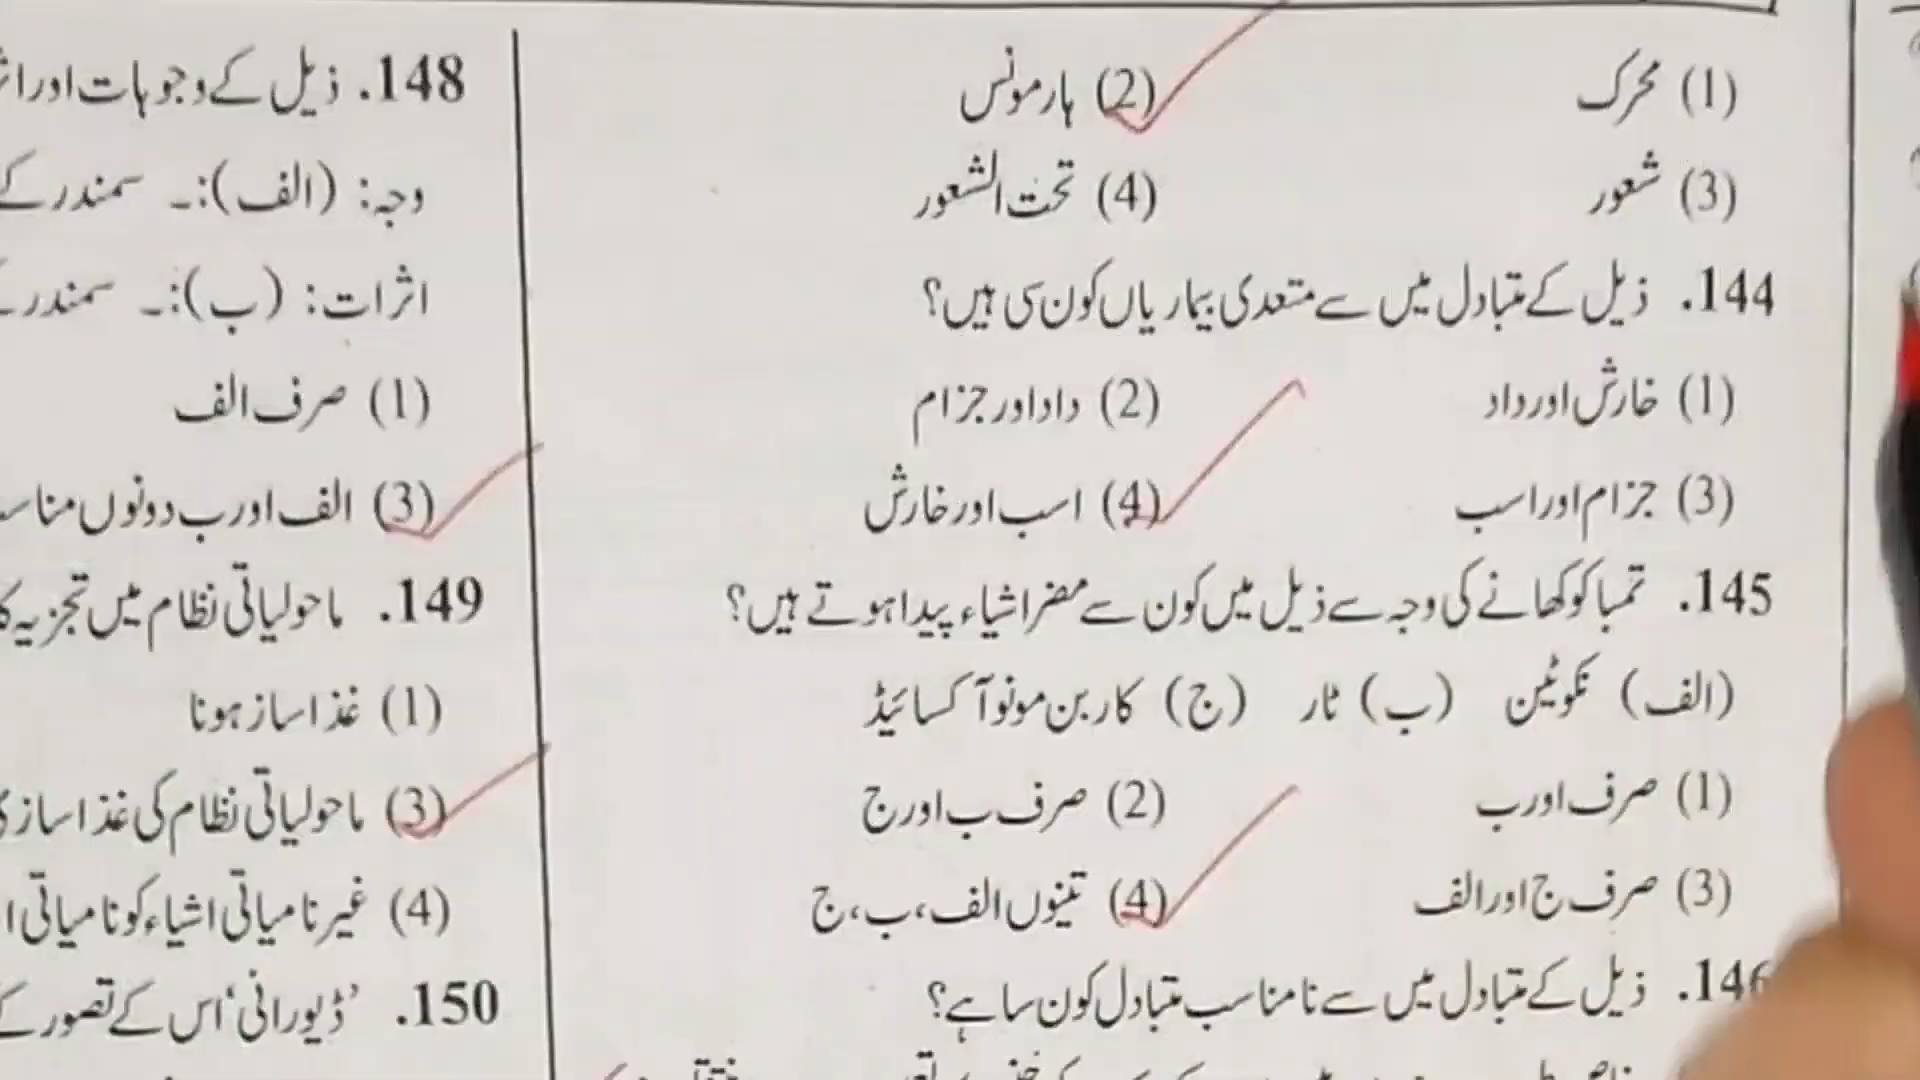 (1) محرک (2) ہارمونس
(3) شعور (4) تحت الشعور
144. ذیل کے متبادل میں سے متعدی بیماریاں کون سی ہیں؟
(1) خارش اور داد (2) داد اور جزام
(3) جزام اور اسب (4) اسب اور خارش
145. تمباکو کھانے کی وجہ سے ذیل میں کون سے مضر اشیاء پیدا ہوتے ہیں؟
(الف) نکوٹین (ب) ٹار (ج) کاربن مونو آکسائیڈ
(1) صرف اور ب (2) صرف ب اور ج
(3) صرف ج اور الف (4) تینوں الف، ب، ج
146. ذیل کے متبادل میں سے نامناسب متبادل کون سا ہے؟
148. ذیل کے وجوہات اور
وجہ: (الف):۔ سمندر کے
اثرات: (ب):۔ سمندر
(1) صرف الف
(3) الف اور ب دونوں
149. ماحولیاتی نظام میں تجزیہ
(1) غذا ساز ہونا
(3) ماحولیاتی نظام کی غذا سازی
(4) غیر نامیاتی اشیاء کو نامیاتی
150. ’ڈیورانی‘ اس کے تصور کے